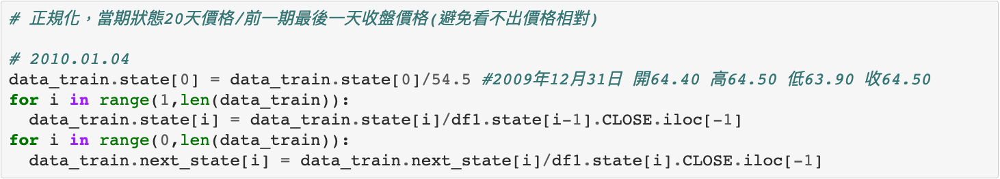 # 正規化，當期狀態20天價格/前一期最後一天收盤價格(避免看不出價格相對)
# 2010.01.04
data_train.state[0] = data_train.state[0]/54.5 #2009年12月31日 開64.40 高64.50 低63.90 收64.50
for i in range(1,len(data_train)):
  data_train.state[i] = data_train.state[i]/df1.state[i-1].CLOSE.iloc[-1]
for i in range(0,len(data_train)):
  data_train.next_state[i] = data_train.next_state[i]/df1.state[i].CLOSE.iloc[-1]